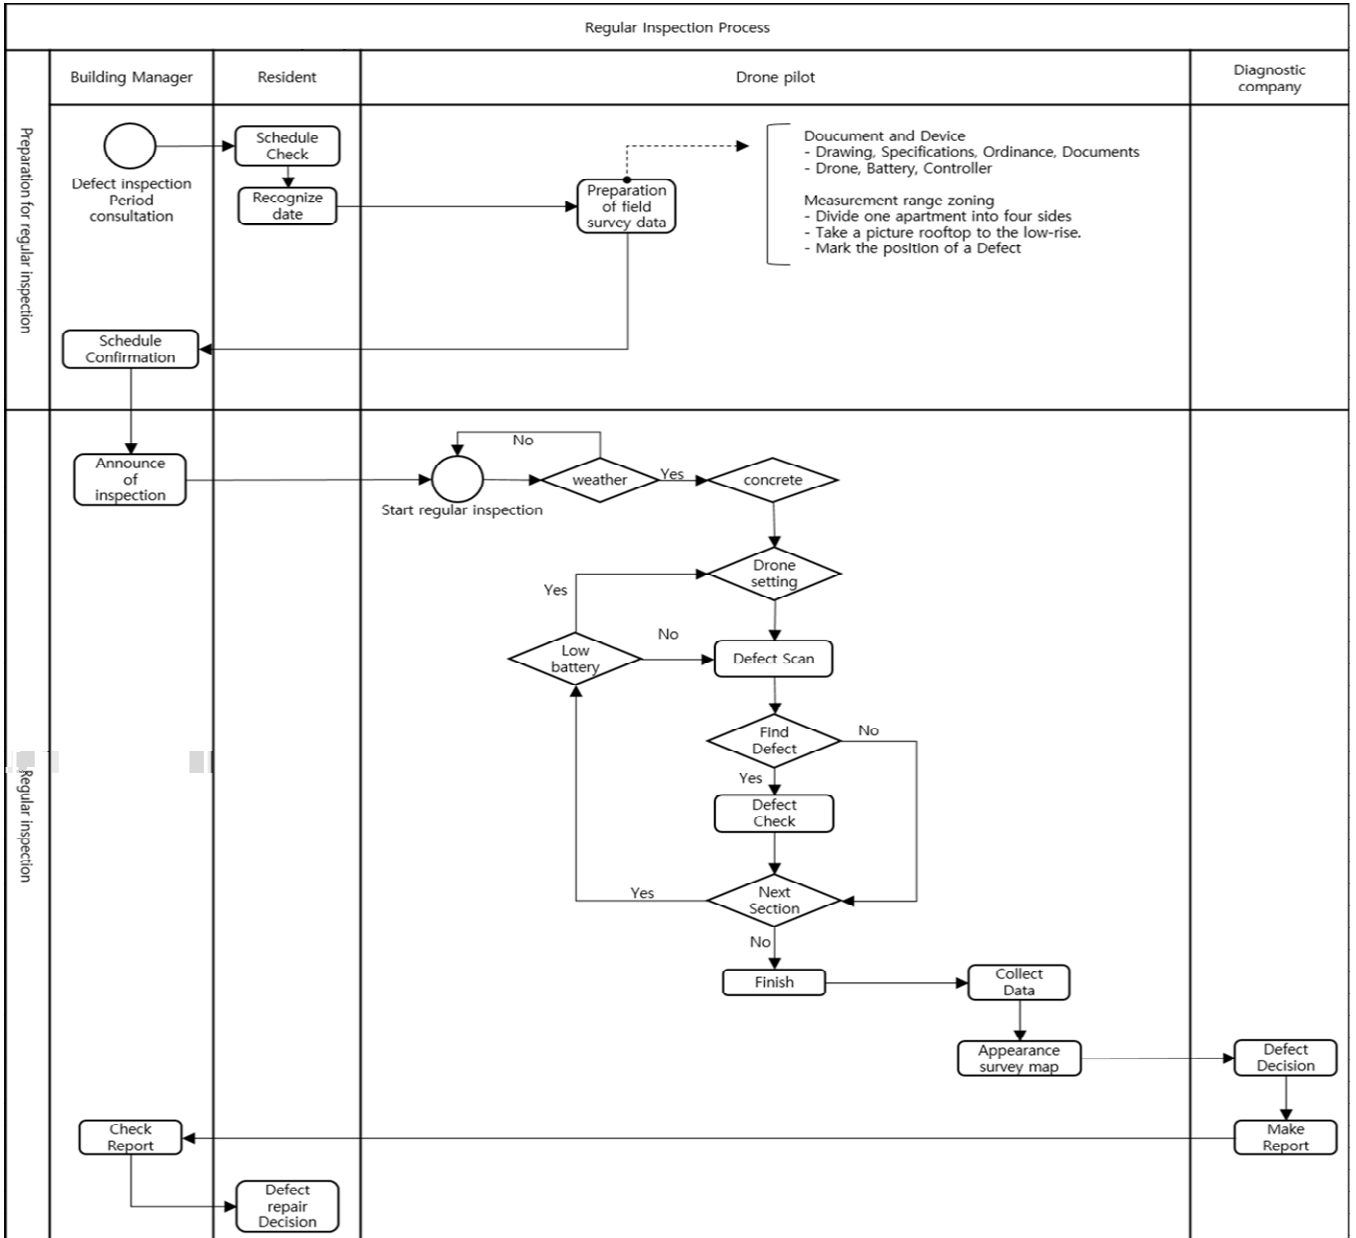 Regular Inspection Process
Building Manager
Resident
Drone pilot
Diagnostic
company
Preparation for regular inspection
Defect inspection
Period
consultation
Schedule
Check
Recognize
date
Preparation
of field
survey data
Doucument and Device
- Drawing, Specifications, Ordinance, Documents
- Drone, Battery, Controller
Measurement range zoning
- Divide one apartment into four sides
- Take a picture rooftop to the low-rise.
- Mark the position of a Defect
Schedule
Confirmation
Regular inspection
Announce
of
inspection
Start regular inspection
No
weather
Yes
concrete
Drone
setting
Yes
Low
battery
No
Defect Scan
Find
Defect
No
Yes
Defect
Check
Next
Section
Yes
No
Finish
Collect
Data
Appearance
survey map
Defect
Decision
Make
Report
Check
Report
Defect
repair
Decision